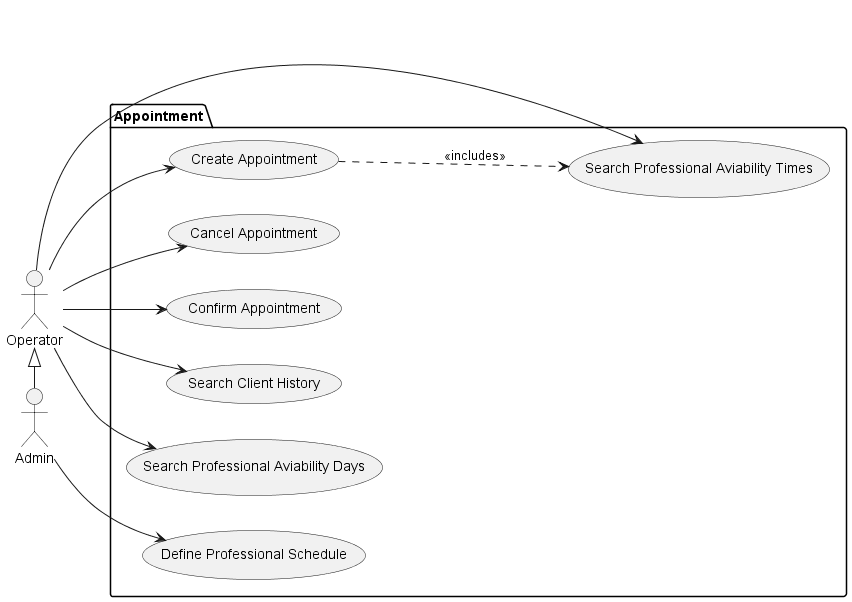 Appointment
Create Appointment
«includes»
Search Professional Aviability Times
Cancel Appointment
Confirm Appointment
Operator
Search Client History
Admin
Search Professional Aviability Days
Define Professional Schedule